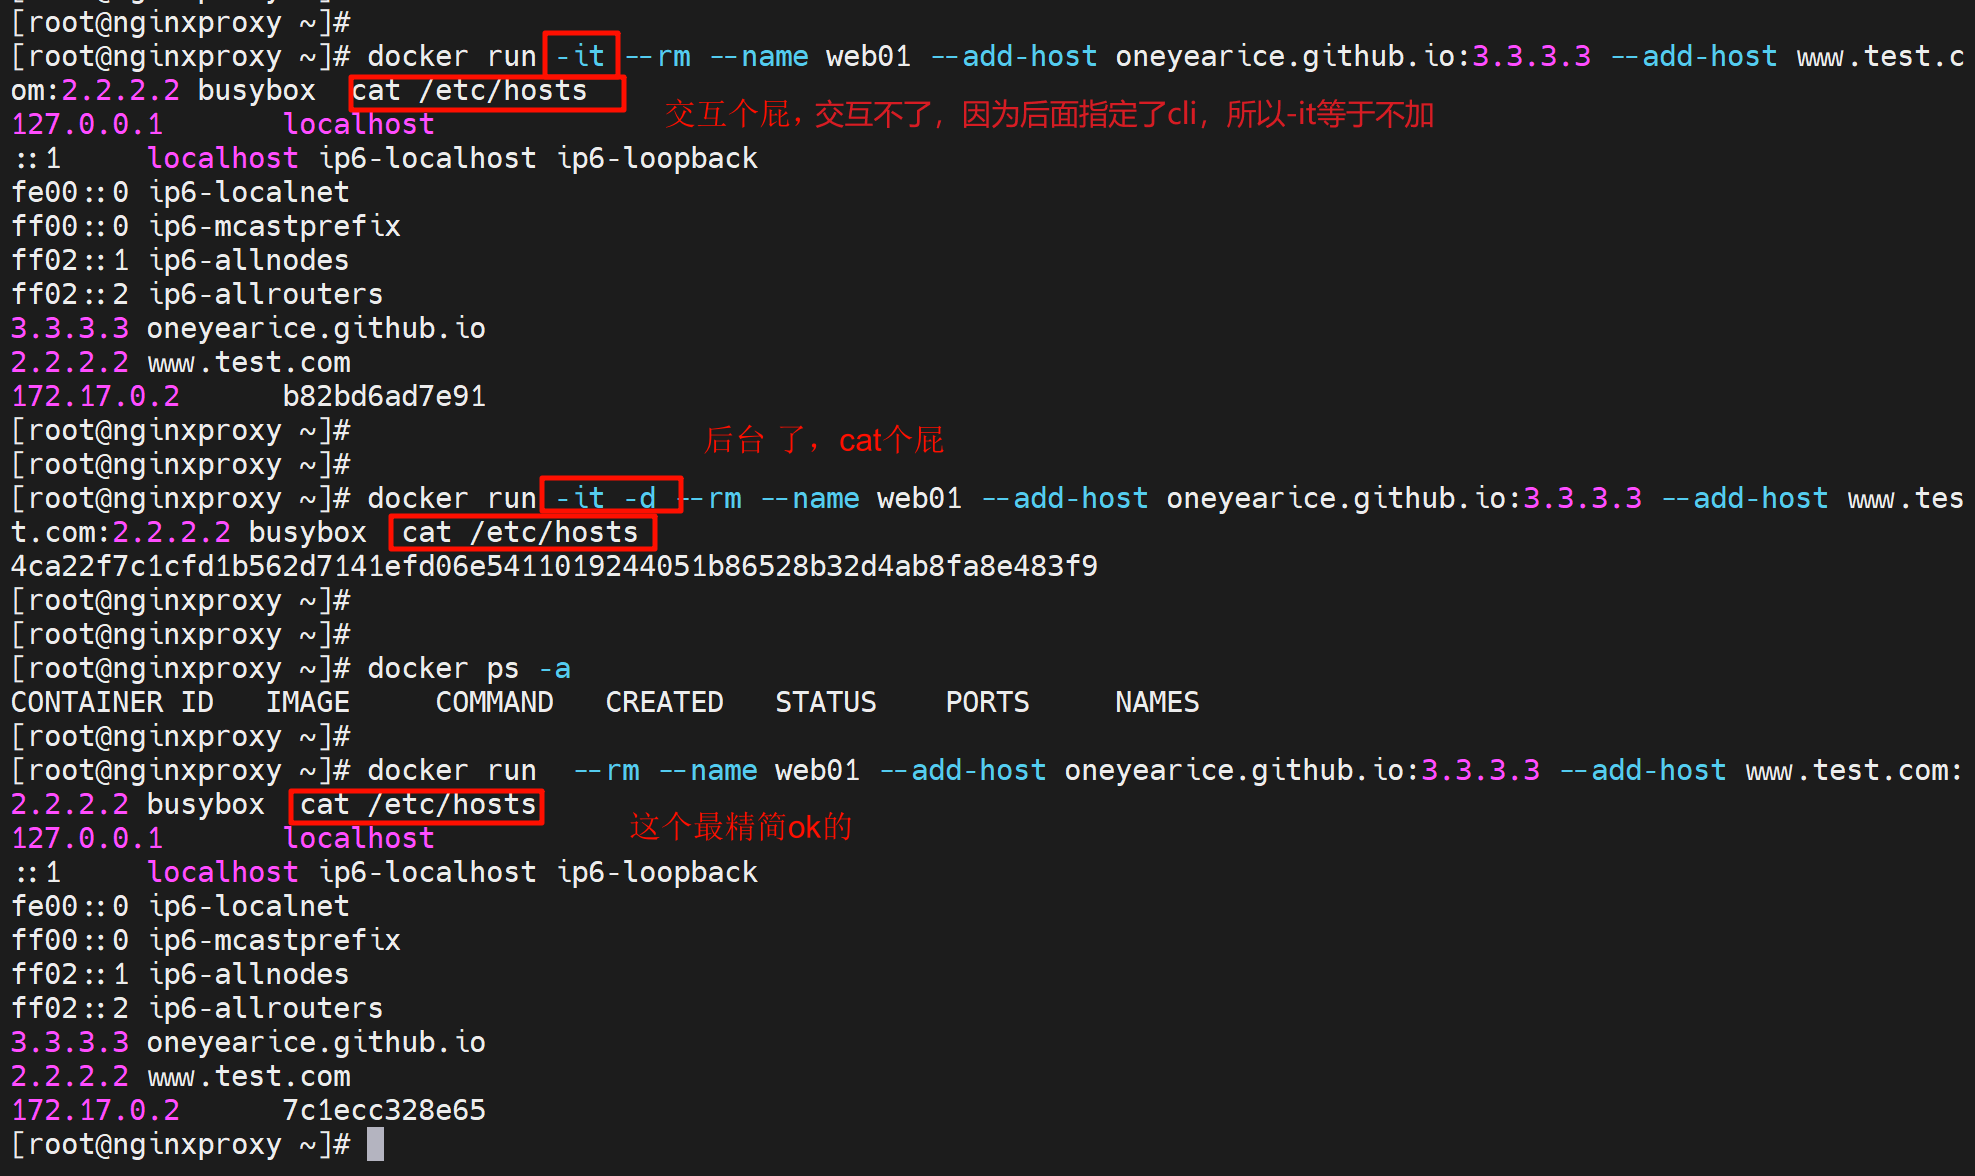 [root@nginxproxy ~]#
[root@nginxproxy ~]# docker run -it --rm --name web01 --add-host oneyearice.github.io:3.3.3.3 --add-host www.test.c
om:2.2.2.2 busybox  cat /etc/hosts
交互个屁，交互不了，因为后面指定了cli，所以-it等于不加
127.0.0.1       localhost
::1     localhost ip6-localhost ip6-loopback
fe00::0 ip6-localnet
ff00::0 ip6-mcastprefix
ff02::1 ip6-allnodes
ff02::2 ip6-allrouters
3.3.3.3 oneyearice.github.io
2.2.2.2 www.test.com
172.17.0.2      b82bd6ad7e91
[root@nginxproxy ~]#
后台 了，cat个屁
[root@nginxproxy ~]#
[root@nginxproxy ~]# docker run -it -d --rm --name web01 --add-host oneyearice.github.io:3.3.3.3 --add-host www.tes
t.com:2.2.2.2 busybox  cat /etc/hosts
4ca22f7c1cfd1b562d7141efd06e5411019244051b86528b32d4ab8fa8e483f9
[root@nginxproxy ~]#
[root@nginxproxy ~]#
[root@nginxproxy ~]# docker ps -a
CONTAINER ID   IMAGE     COMMAND   CREATED   STATUS    PORTS     NAMES
[root@nginxproxy ~]#
[root@nginxproxy ~]# docker run  --rm --name web01 --add-host oneyearice.github.io:3.3.3.3 --add-host www.test.com:
2.2.2.2 busybox  cat /etc/hosts
这个最精简ok的
127.0.0.1       localhost
::1     localhost ip6-localhost ip6-loopback
fe00::0 ip6-localnet
ff00::0 ip6-mcastprefix
ff02::1 ip6-allnodes
ff02::2 ip6-allrouters
3.3.3.3 oneyearice.github.io
2.2.2.2 www.test.com
172.17.0.2      7c1ecc328e65
[root@nginxproxy ~]#